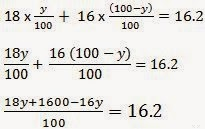 18 x y/100 + 16 x (100-y)/100 = 16.2
18y/100 + 16 (100 - y)/100 = 16.2
18y+1600-16y/100 = 16.2